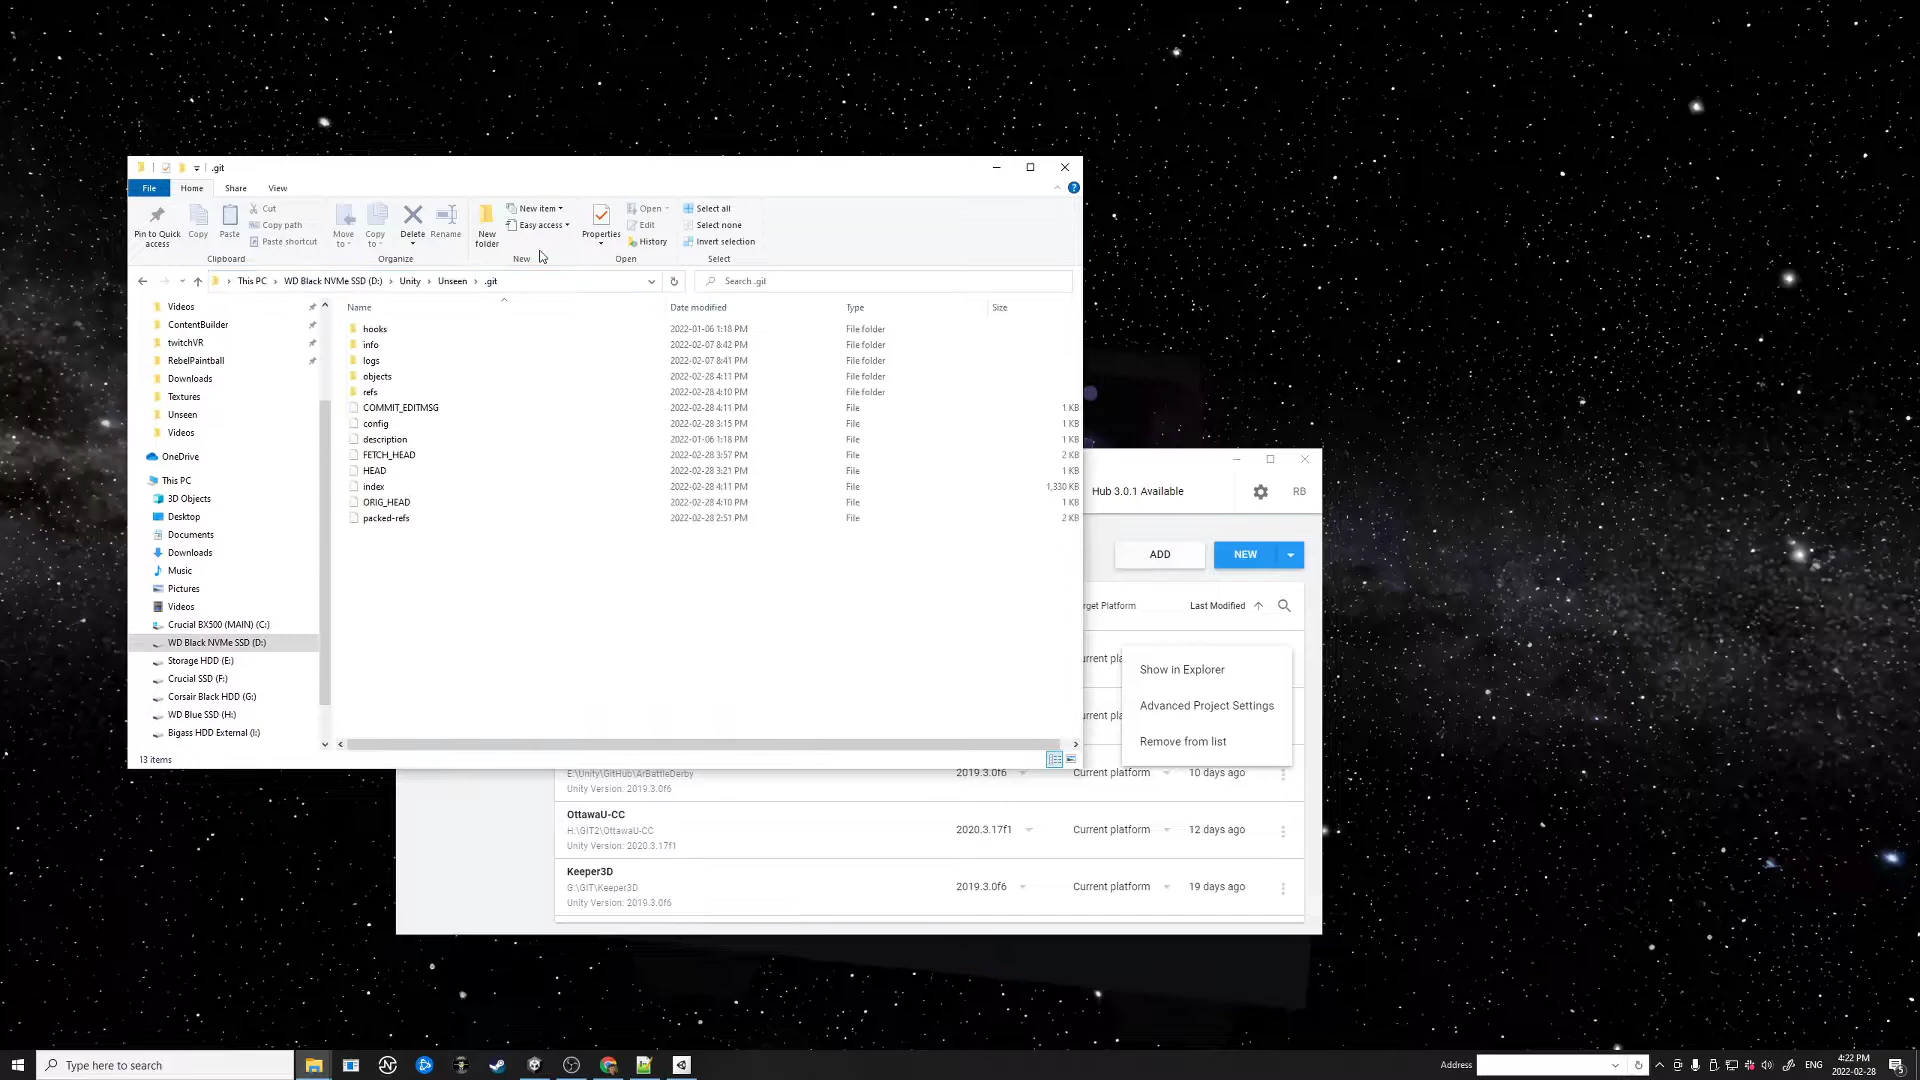 .git
File
Home
Share
View
Pin to Quick access
Copy
Paste
Cut
Copy path
Paste shortcut
Clipboard
Move to
Copy to
Delete
Rename
Organize
New folder
New item
Easy access
New
Properties
Open
Edit
History
Open
Select all
Select none
Invert selection
Select
This PC > WD Black NVMe SSD (D:) > Unity > Unseen > .git
Search .git
Videos
ContentBuilder
twitchVR
RebelPaintball
Downloads
Textures
Unseen
Videos
OneDrive
This PC
3D Objects
Desktop
Documents
Downloads
Music
Pictures
Videos
Crucial BX500 (MAIN) (C:)
WD Black NVMe SSD (D:)
Storage HDD (E:)
Crucial SSD (F:)
Corsair Black HDD (G:)
WD Blue SSD (H:)
Bigass HDD External (I:)
Name Date modified Type Size
hooks 2022-01-06 1:18 PM File folder
info 2022-02-07 8:42 PM File folder
logs 2022-02-07 8:41 PM File folder
objects 2022-02-28 4:11 PM File folder
refs 2022-02-28 4:10 PM File folder
COMMIT_EDITMSG 2022-02-28 4:11 PM File 1 KB
config 2022-02-28 3:15 PM File 1 KB
description 2022-01-06 1:18 PM File 1 KB
FETCH_HEAD 2022-02-28 3:57 PM File 2 KB
HEAD 2022-02-28 3:21 PM File 1 KB
index 2022-02-28 4:11 PM File 1,330 KB
ORIG_HEAD 2022-02-28 4:10 PM File 1 KB
packed-refs 2022-02-28 2:51 PM File 2 KB
13 items
Hub 3.0.1 Available
RB
ADD
NEW
rget Platform Last Modified
urrent pla
Show in Explorer
Advanced Project Settings
urrent pla
Remove from list
E:\Unity\GitHub\ArBattleDerby 2019.3.0f6 Current platform 10 days ago
Unity Version: 2019.3.0f6
OttawaU-CC
H:\GIT2\OttawaU-CC 2020.3.17f1 Current platform 12 days ago
Unity Version: 2020.3.17f1
Keeper3D
G:\GIT\Keeper3D 2019.3.0f6 Current platform 19 days ago
Unity Version: 2019.3.0f6
Type here to search
Address
ENG
4:22 PM
2022-02-28
5